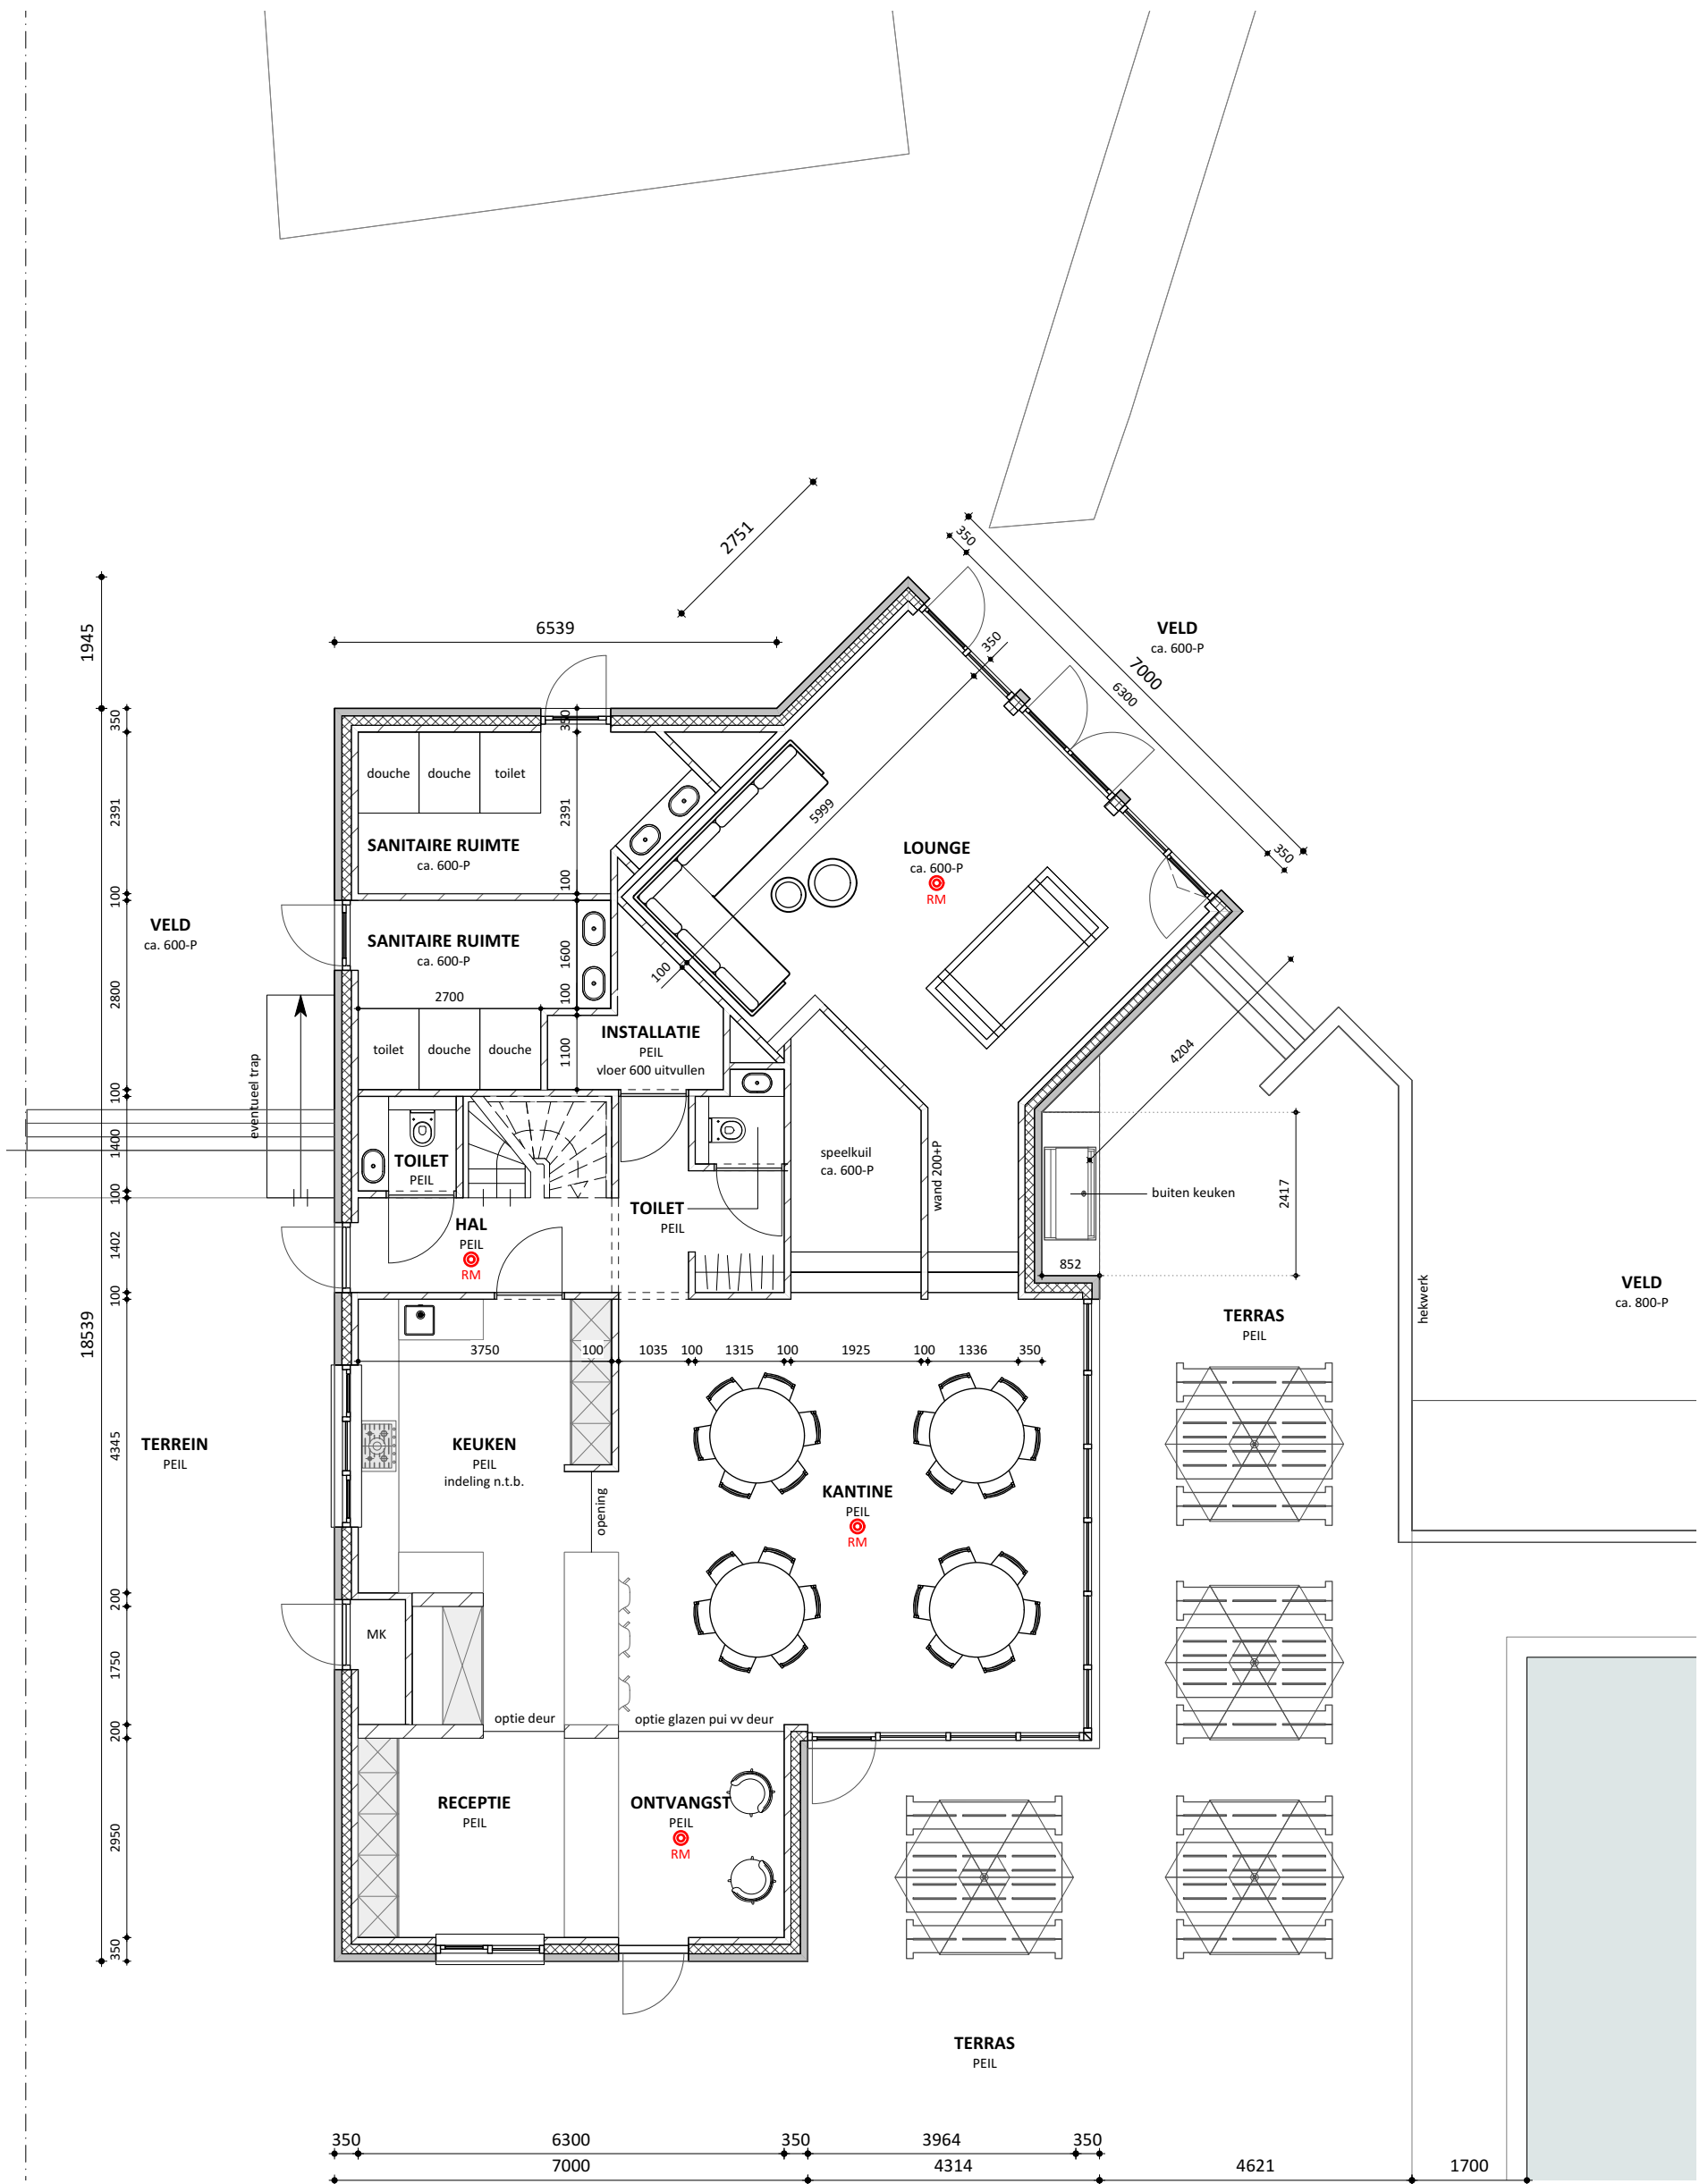 2751
350
VELD
ca. 600-P
6539
1945
350
7000
6300
350
350
350
douche
douche
toilet
2391
2391
5999
SANITAIRE RUIMTE
ca. 600-P
LOUNGE
ca. 600-P
RM
100
100
VELD
ca. 600-P
SANITAIRE RUIMTE
ca. 600-P
1600
100
2700
2800
100
INSTALLATIE
PEIL
vloer 600 uitvullen
toilet
douche
douche
1100
4204
eventueel trap
100
1400
TOILET
PEIL
speelkuil
ca. 600-P
wand 200+P
buiten keuken
2417
100
TOILET
PEIL
HAL
PEIL
RM
1402
852
100
VELD
ca. 800-P
hekwerk
TERRAS
PEIL
18539
3750
100
1035
100
1315
100
1925
100
1336
350
TERREIN
PEIL
4345
KEUKEN
PEIL
indeling n.t.b.
opening
KANTINE
PEIL
RM
200
MK
1750
optie deur
optie glazen pui vv deur
200
RECEPTIE
PEIL
ONTVANGST
PEIL
RM
2950
350
TERRAS
PEIL
350
6300
350
3964
350
7000
4314
4621
1700